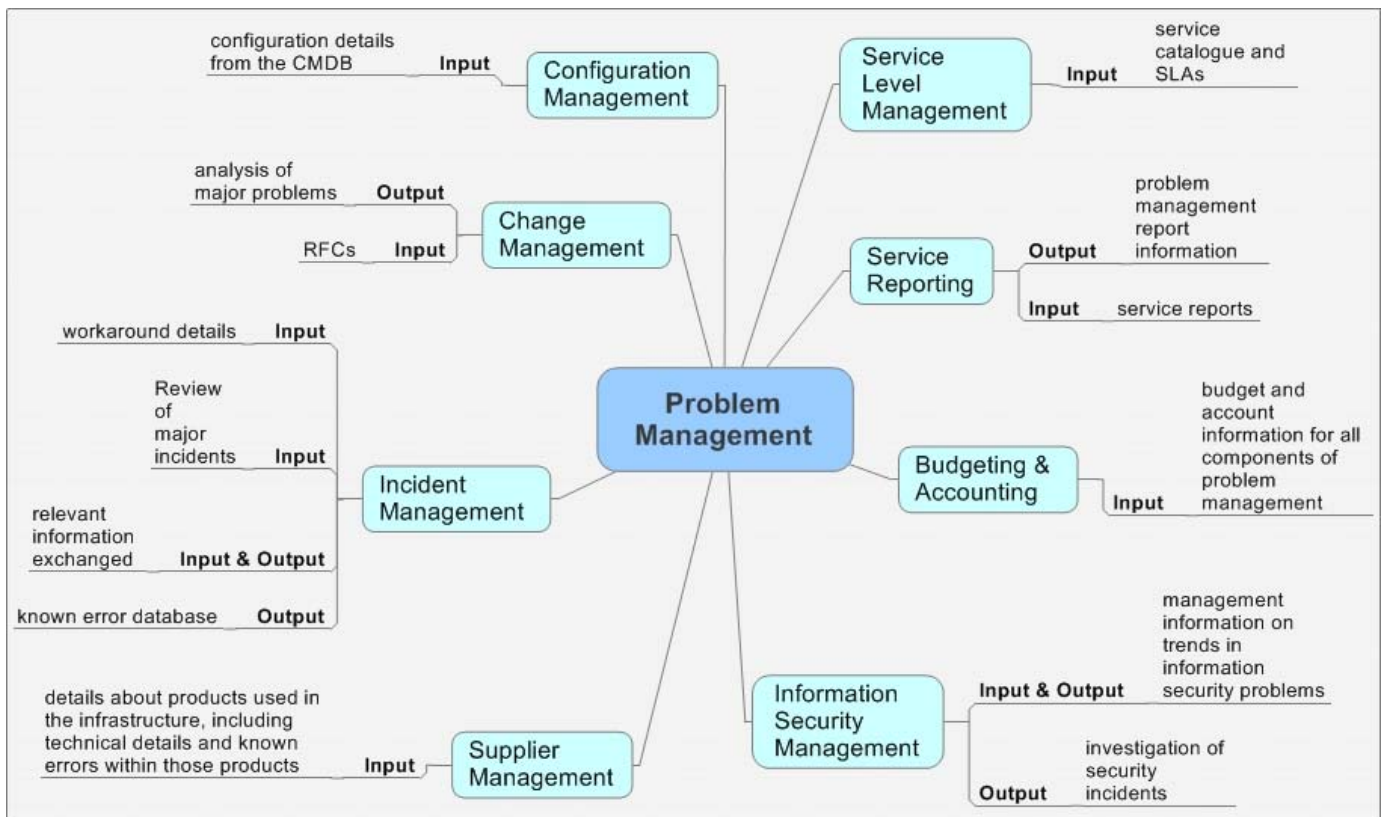 configuration details
from the CMDB
Input
Configuration
Management
Service
Level
Management
Input
service
catalogue and
SLAs
analysis of
major problems
Output
RFCs
Input
Change
Management
Service
Reporting
Output
problem
management
report
information
Input
service reports
workaround details
Input
Review
of
major
incidents
Input
relevant
information
exchanged
Input & Output
known error database
Output
Incident
Management
Problem
Management
Budgeting &
Accounting
Input
budget and
account
information for all
components of
problem
management
details about products used in
the infrastructure, including
technical details and known
errors within those products
Input
Supplier
Management
Information
Security
Management
Input & Output
management
information on
trends in
information
security problems
Output
investigation of
security
incidents